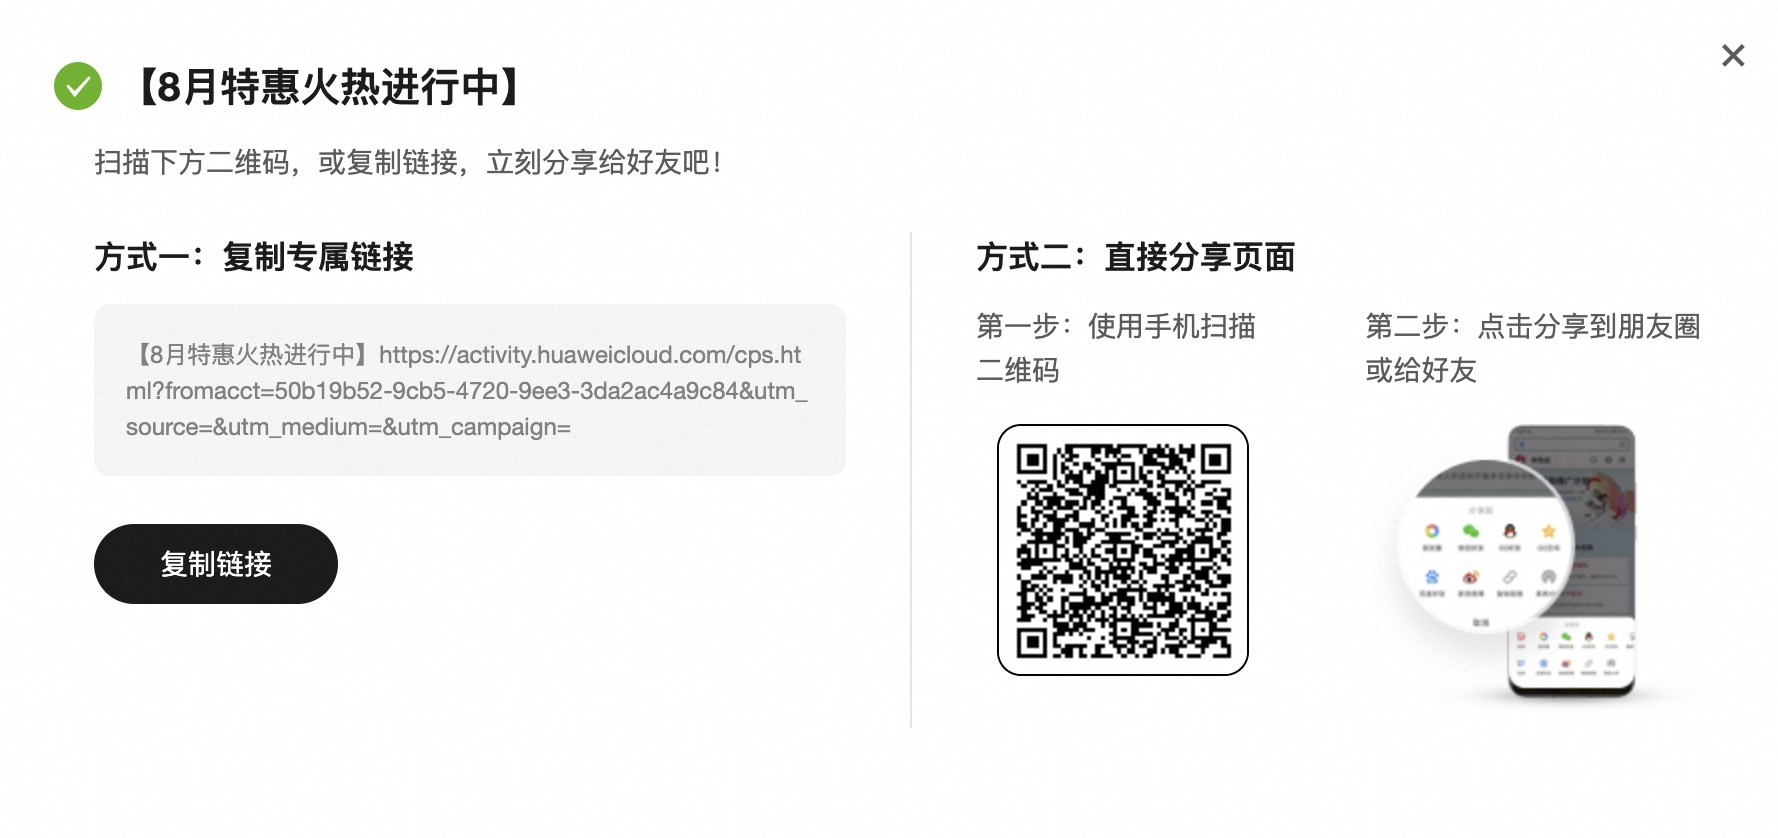 【8月特惠火热进行中】
扫描下方二维码，或复制链接，立刻分享给好友吧！
方式一：复制专属链接
【8月特惠火热进行中】https://activity.huaweicloud.com/cps.ht
ml?fromacct=50b19b52-9cb5-4720-9ee3-3da2ac4a9c84&utm_
source=&utm_medium=&utm_campaign=
复制链接
方式二：直接分享页面
第一步：使用手机扫描
二维码
第二步：点击分享到朋友圈
或给好友
分享到
取消